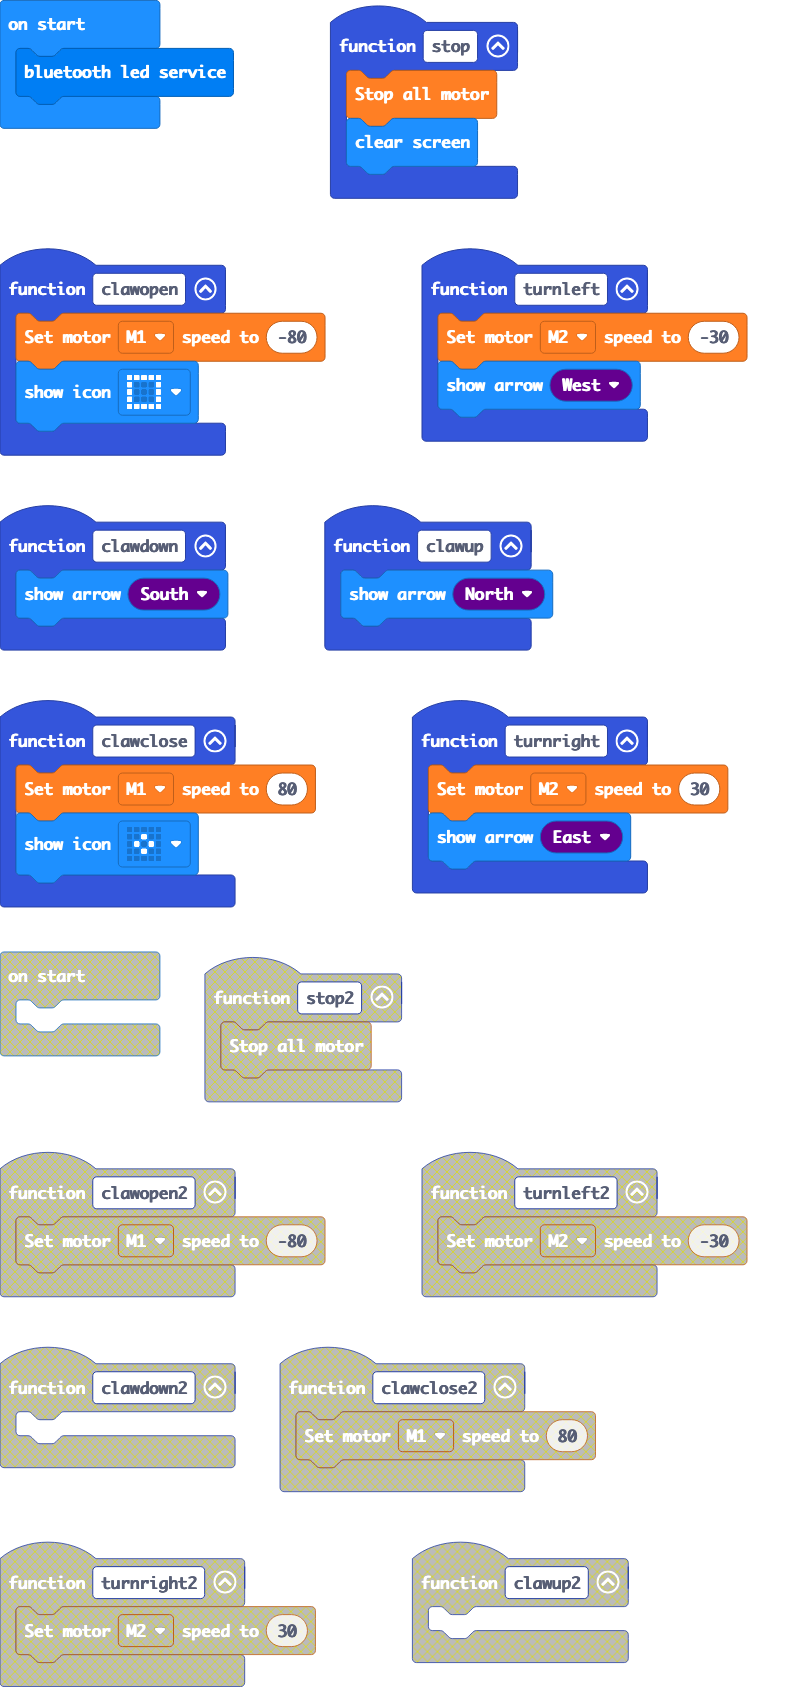 on start
bluetooth led service
function stop
Stop all motor
clear screen
function clawopen
Set motor M1 speed to -80
show icon
function turnleft
Set motor M2 speed to -30
show arrow West
function clawdown
show arrow South
function clawup
show arrow North
function clawclose
Set motor M1 speed to 80
show icon
function turnright
Set motor M2 speed to 30
show arrow East
on start
function stop2
Stop all motor
function clawopen2
Set motor M1 speed to -80
function turnleft2
Set motor M2 speed to -30
function clawdown2
function clawclose2
Set motor M1 speed to 80
function turnright2
Set motor M2 speed to 30
function clawup2